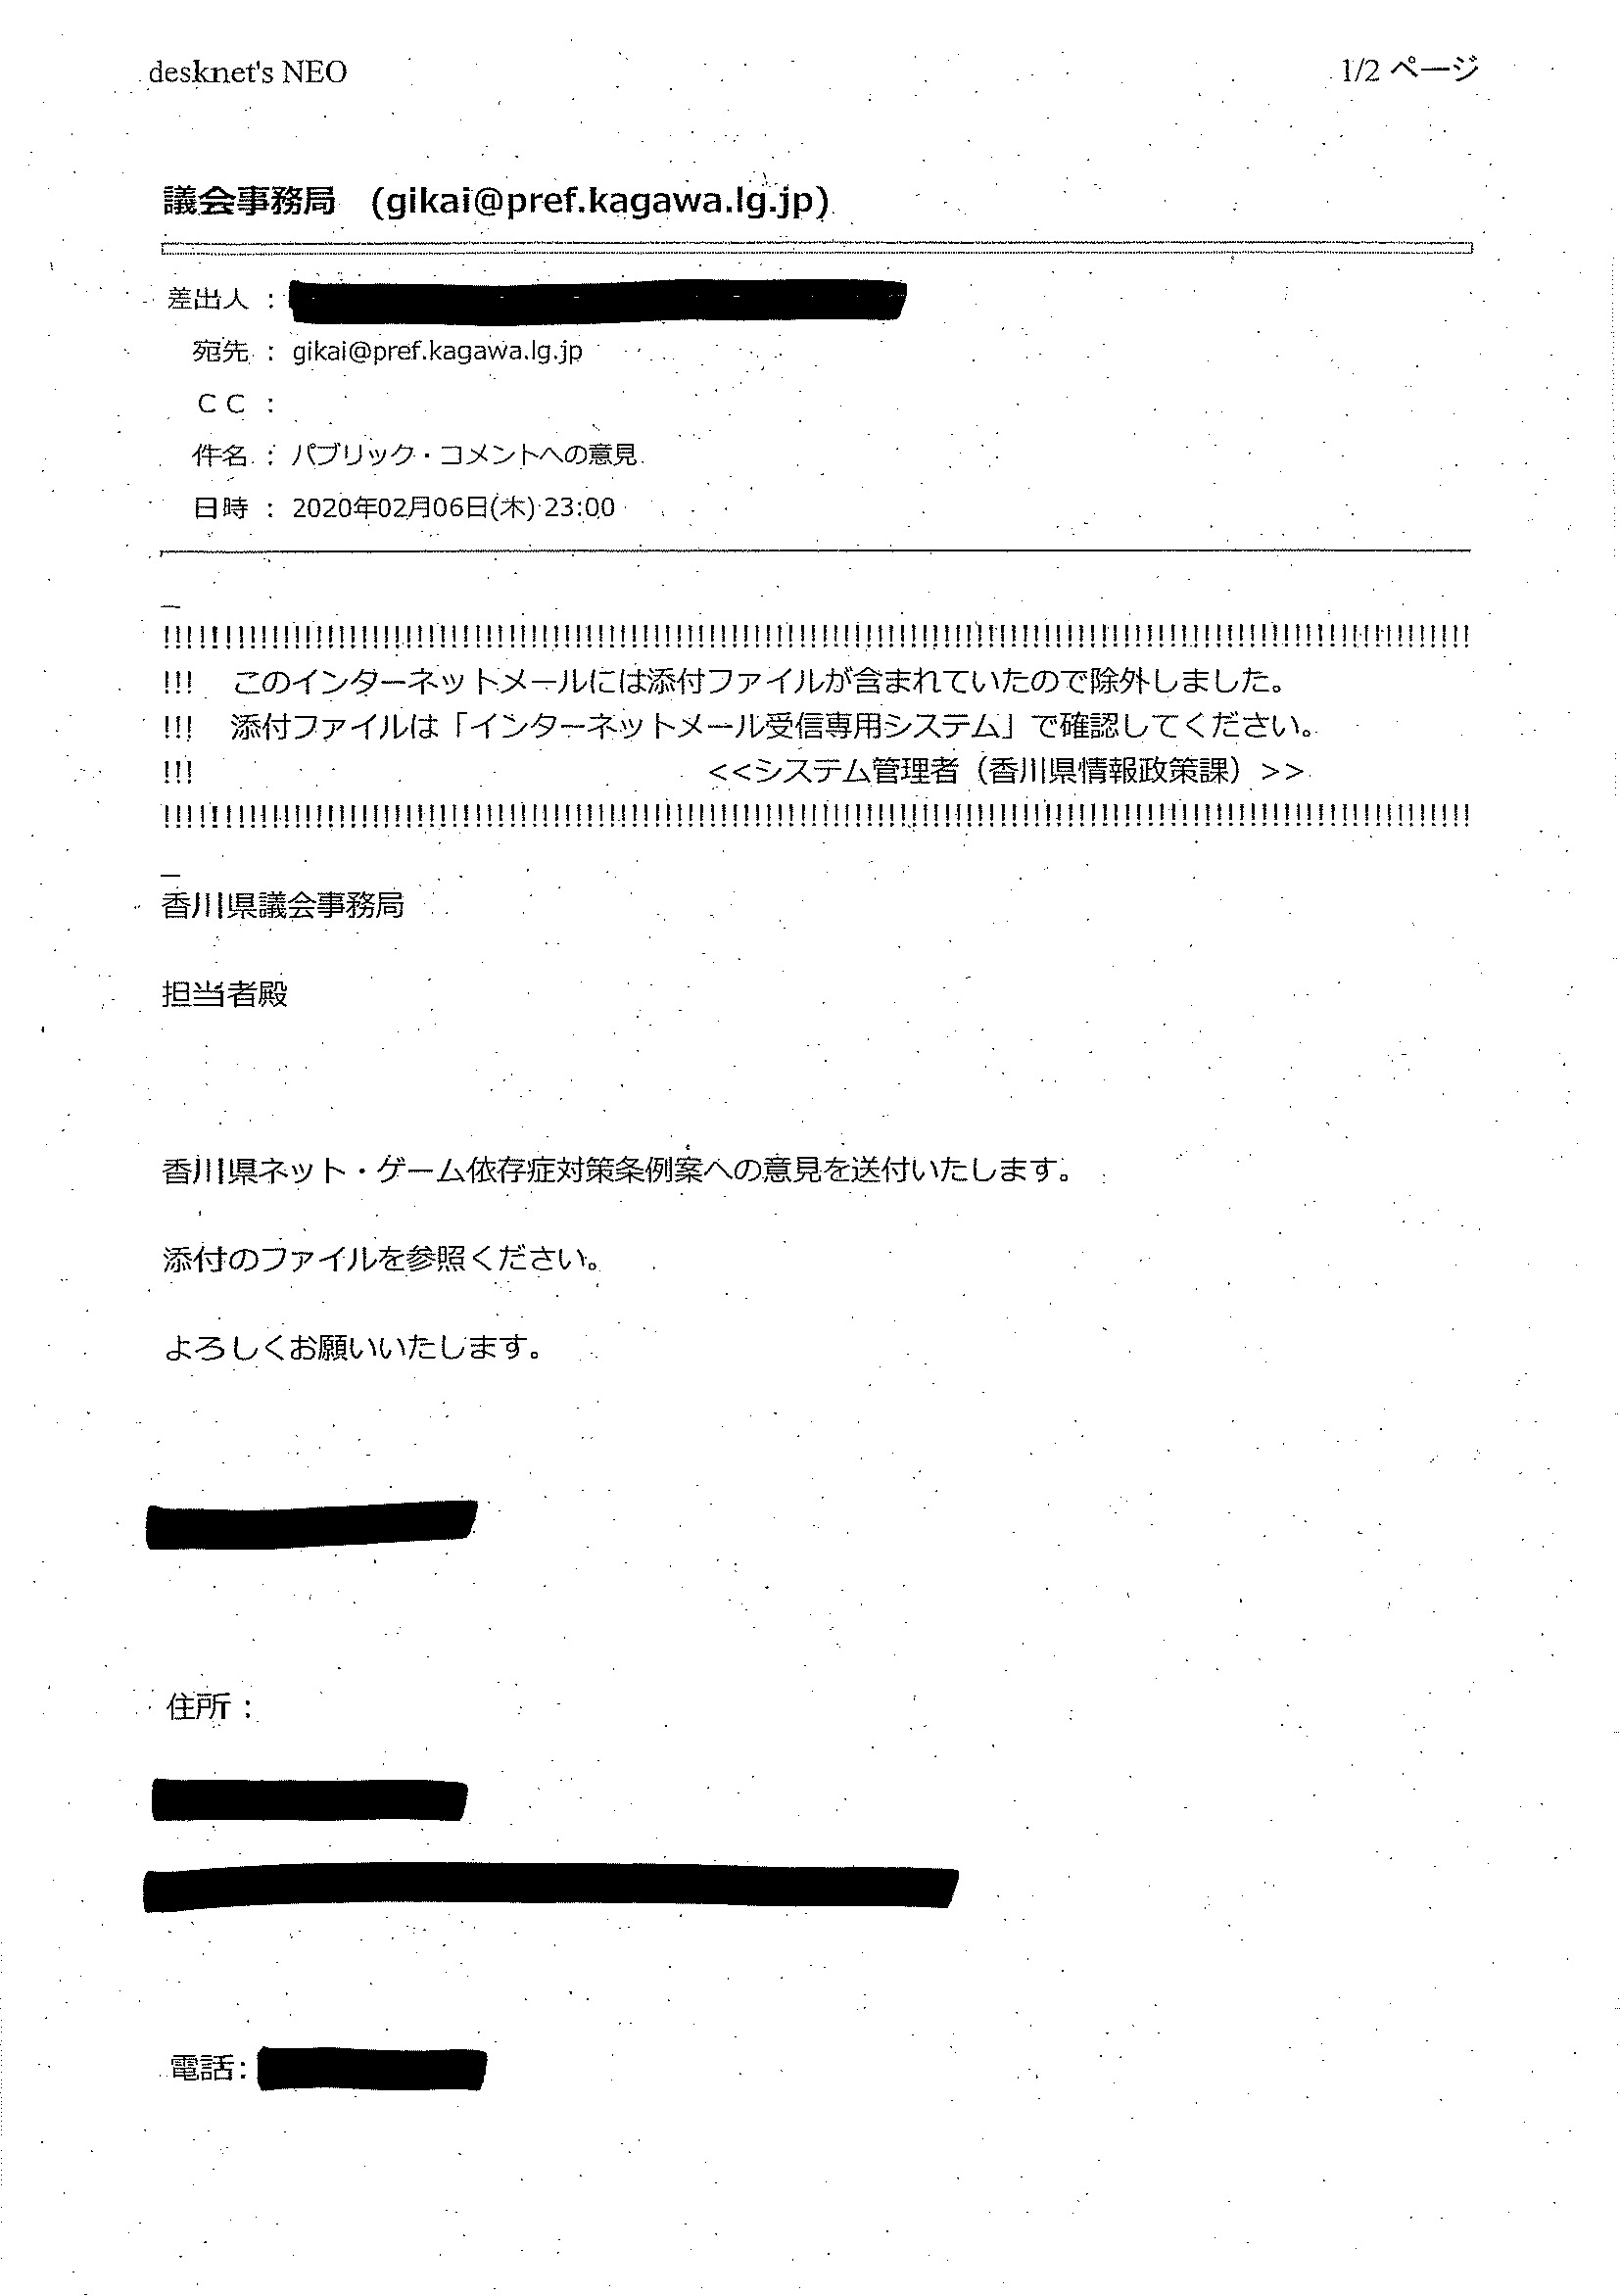 desknet's NEO
1/2 ページ
議会事務局　(gikai@pref.kagawa.lg.jp)
差出人 :
宛先 : gikai@pref.kagawa.lg.jp
ＣＣ :
件名 : パブリック・コメントへの意見
日時 : 2020年02月06日(木) 23:00
!!!!!!!!!!!!!!!!!!!!!!!!!!!!!!!!!!!!!!!!!!!!!!!!!!!!!!!!!!!!!!!!!!!!!!!!!!!!!!!!!!!!!!!!!!!!!!!!!!!!!!!!!!!!!!
!!!　このインターネットメールには添付ファイルが含まれていたので除外しました。
!!!　添付ファイルは「インターネットメール受信専用システム」で確認してください。
!!!　<<システム管理者（香川県情報政策課）>>
!!!!!!!!!!!!!!!!!!!!!!!!!!!!!!!!!!!!!!!!!!!!!!!!!!!!!!!!!!!!!!!!!!!!!!!!!!!!!!!!!!!!!!!!!!!!!!!!!!!!!!!!!!!!!!
香川県議会事務局
担当者殿
香川県ネット・ゲーム依存症対策条例案への意見を送付いたします。
添付のファイルを参照ください。
よろしくお願いいたします。
住所：
電話：